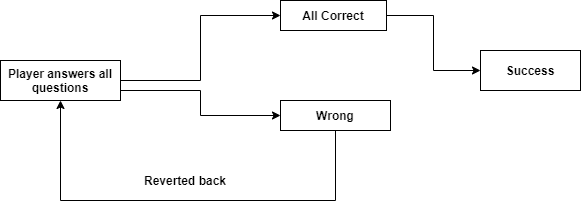 All Correct
Player answers all
questions
Success
Wrong
Reverted back